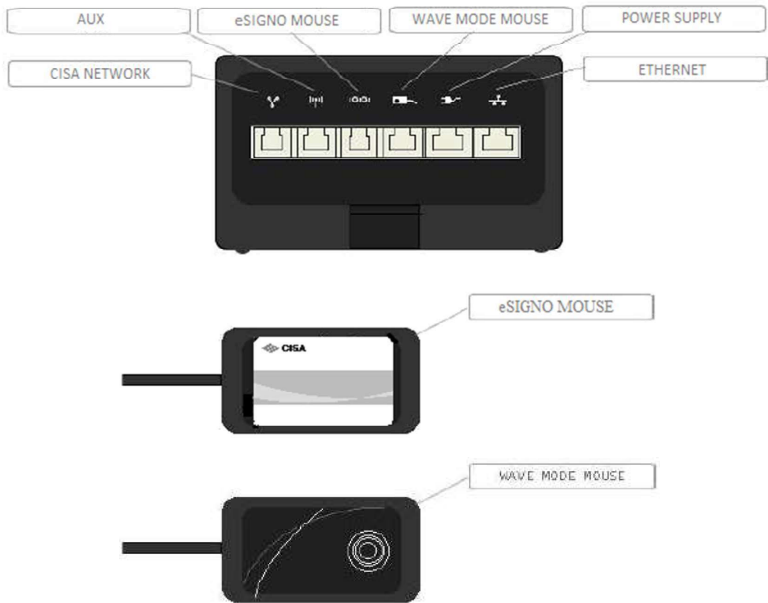 AUX
eSIGNO MOUSE
WAVE MODE MOUSE
POWER SUPPLY
CISA NETWORK
ETHERNET
eSIGNO MOUSE
CISA
WAVE MODE MOUSE